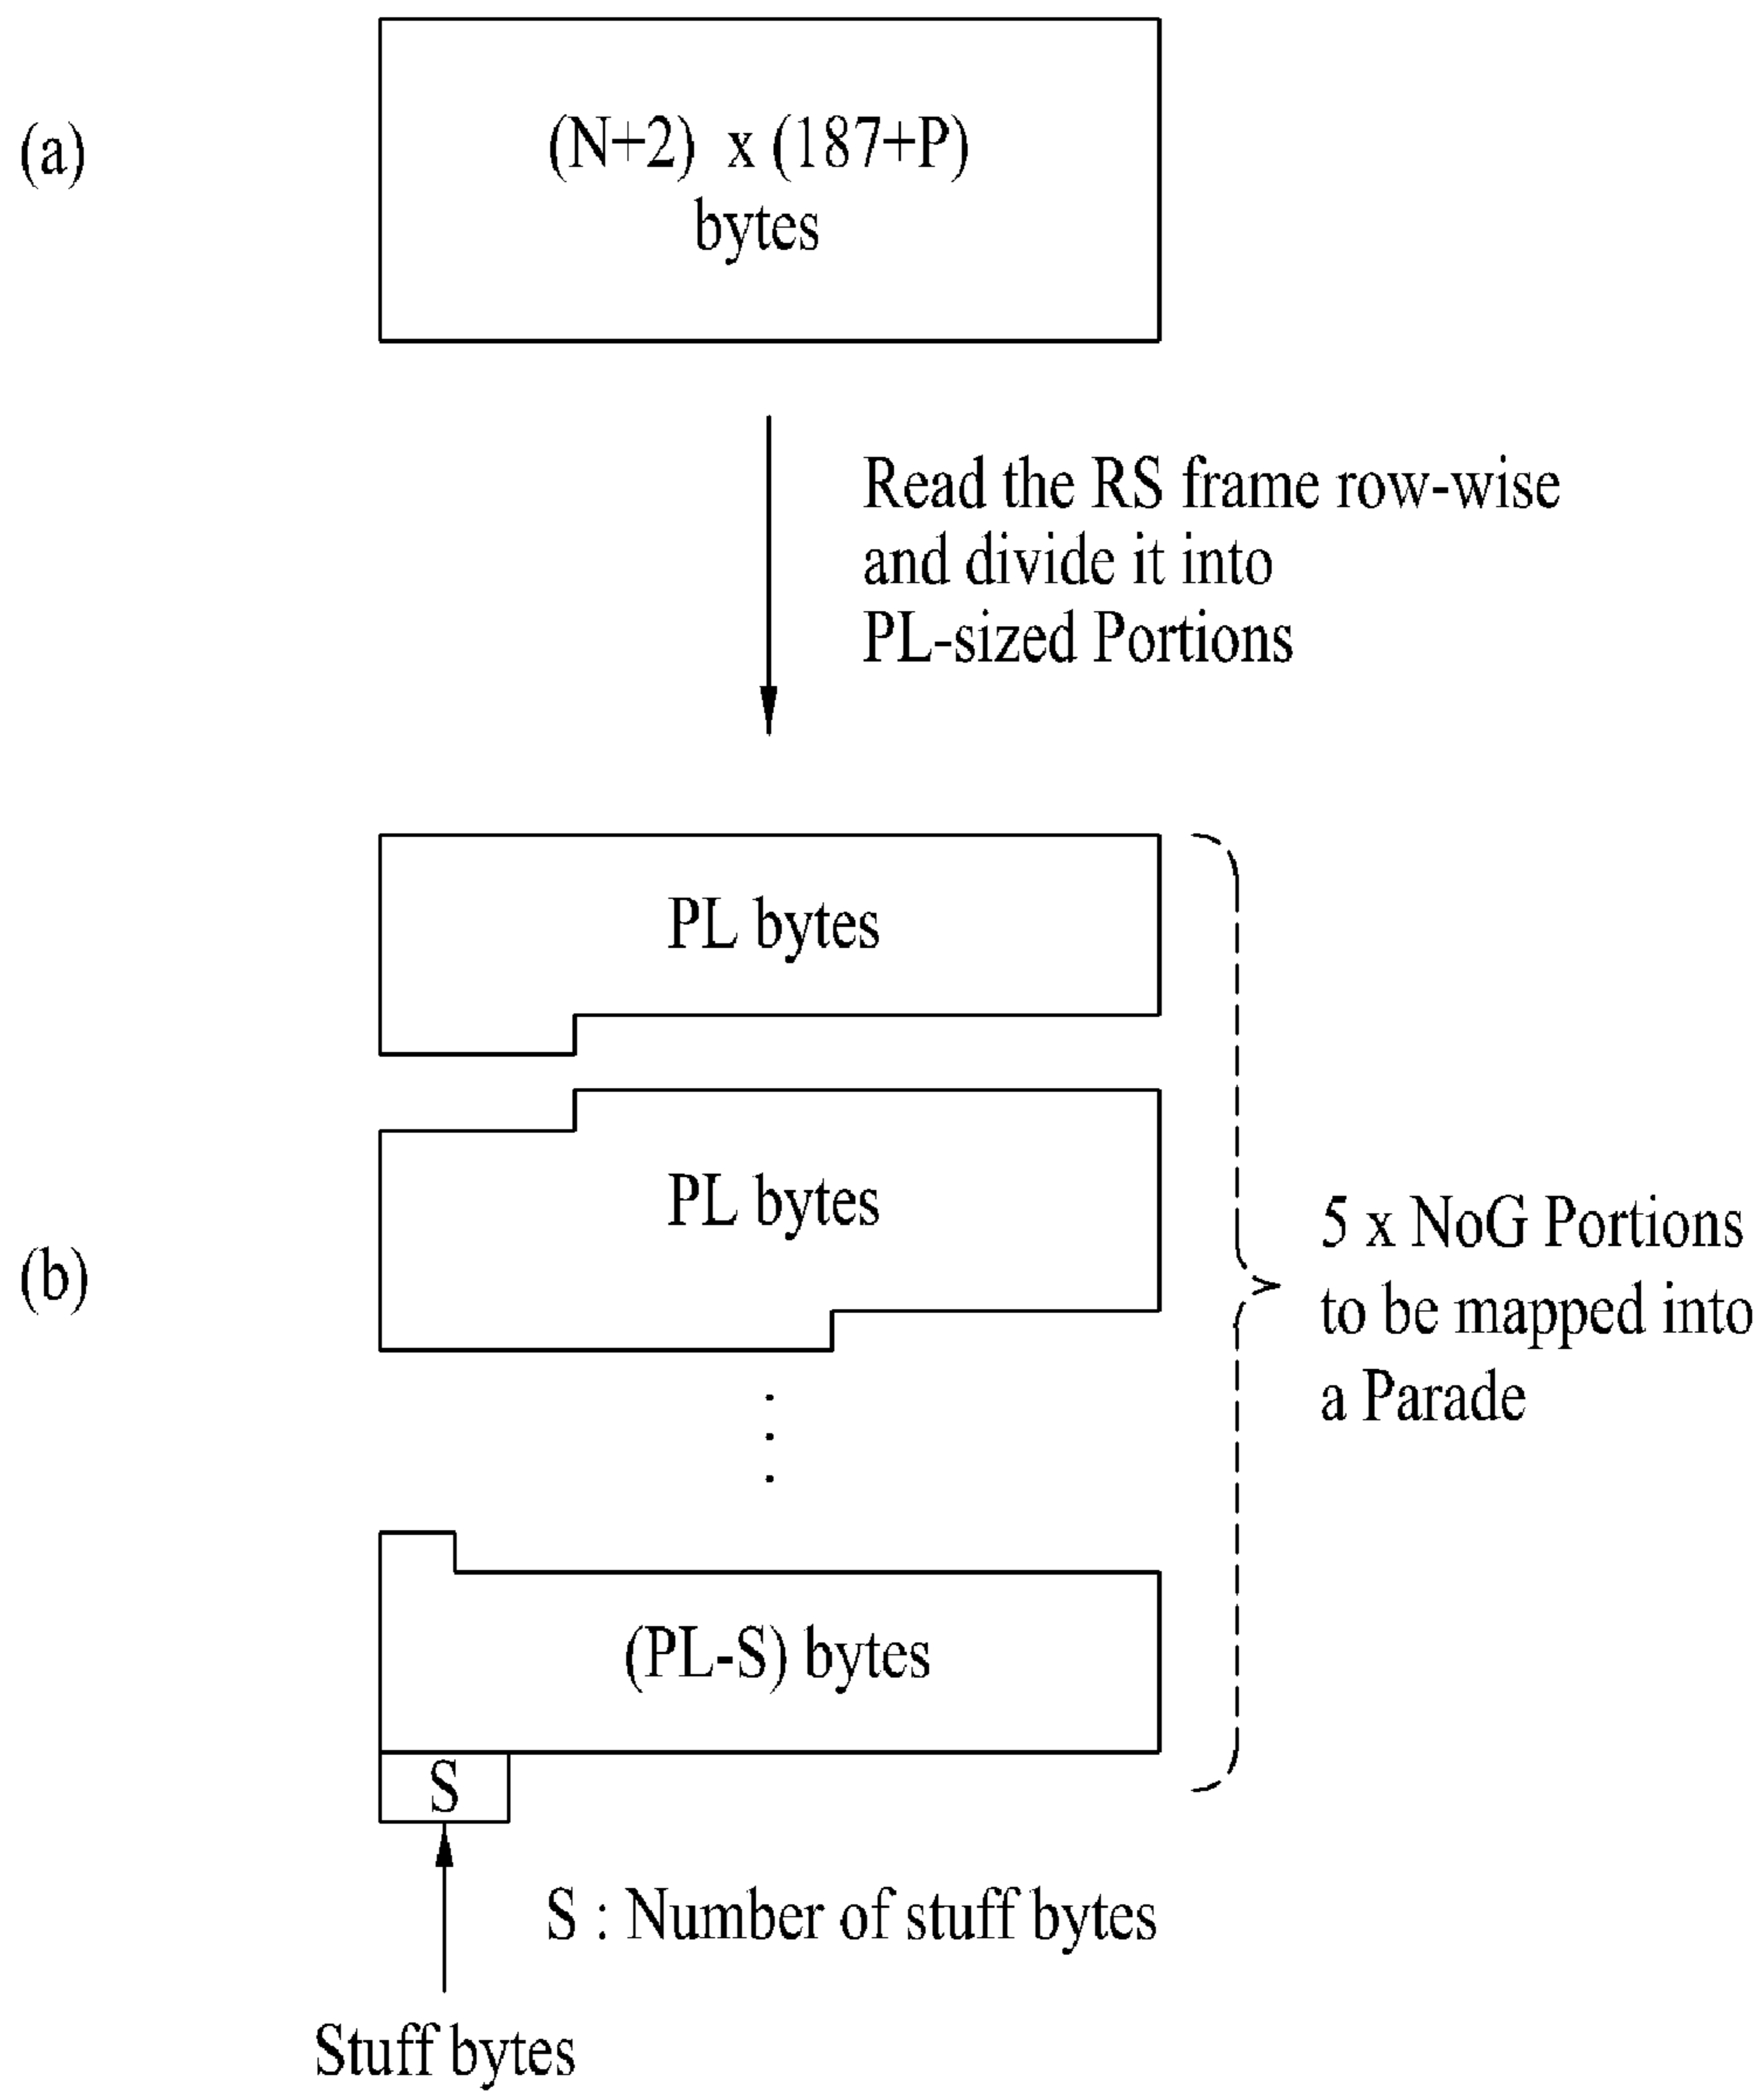 (a)
(N+2) x (187+P)
bytes
Read the RS frame row-wise
and divide it into
PL-sized Portions
(b)
PL bytes
PL bytes
5 x NoG Portions
to be mapped into
a Parade
(PL-S) bytes
S
S : Number of stuff bytes
Stuff bytes